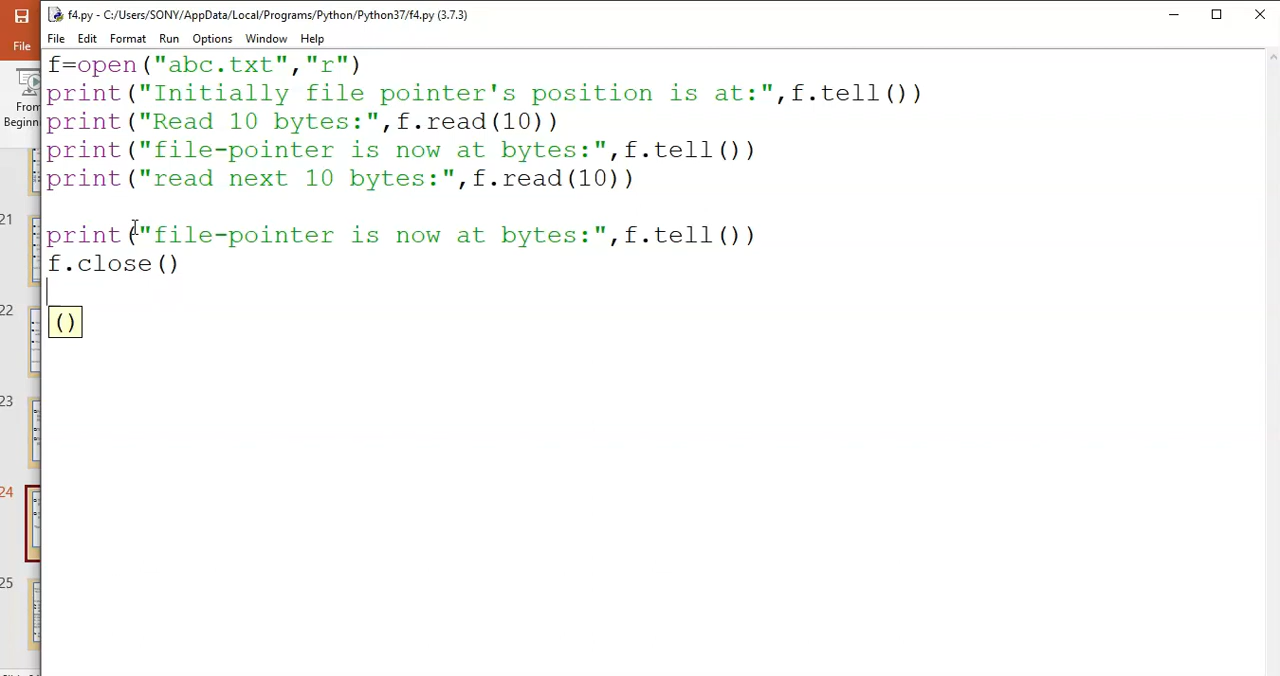 f4.py - C:/Users/SONY/AppData/Local/Programs/Python/Python37/f4.py (3.7.3)
File
File Edit Format Run Options Window Help
f=open("abc.txt","r")
print("Initially file pointer's position is at:",f.tell())
From
Beginn
print("Read 10 bytes:",f.read(10))
print("file-pointer is now at bytes:",f.tell())
print("read next 10 bytes:",f.read(10))
21
print("file-pointer is now at bytes:",f.tell())
f.close()
22
()
23
24
25